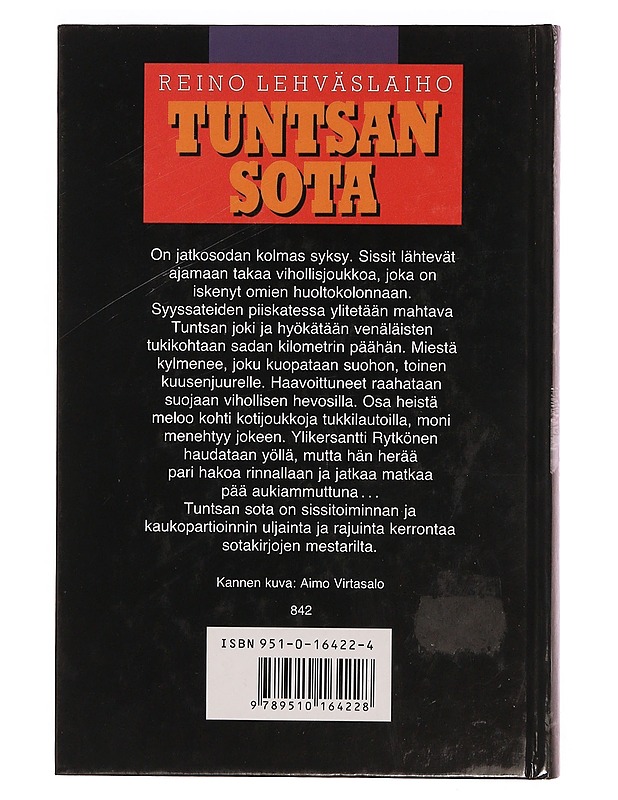 REINO LEHVÄSLAIHO
TUNTSAN
SOTA
On jatkosodan kolmas syksy. Sissit lähtevät
ajamaan takaa vihollisjoukkoa, joka on
iskenyt omien huoltokolonnaan.
Syyssateiden piiskatessa ylitetään mahtava
Tuntsan joki ja hyökätään venäläisten
tukikohtaan sadan kilometrin päähän. Miestä
kylmenee, joku kuopataan suohon, toinen
kuusenjuurelle. Haavoittuneet raahataan
suojaan vihollisen hevosilla. Osa heistä
meloo kohti kotijoukkoja tukkilautoilla, moni
menehtyy jokeen. Ylikersantti Rytkönen
haudataan yöllä, mutta hän herää
pari hakoa rinnallaan ja jatkaa matkaa
pää aukiammuttuna...
Tuntsan sota on sissitoiminnan ja
kaukopartioinnin uljainta ja rajuinta kerrontaa
sotakirjojen mestarilta.
Kannen kuva: Aimo Virtasalo
842
ISBN 951-0-16422-4
9 789510 164228